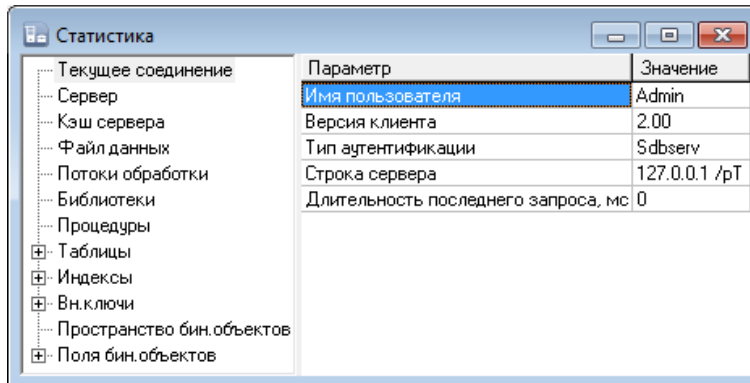 Статистика
Текущее соединение
Сервер
Кэш сервера
Файл данных
Потоки обработки
Библиотеки
Процедуры
Таблицы
Индексы
Вн.ключи
Пространство бин.объектов
Поля бин.объектов
Параметр Значение
Имя пользователя Admin
Версия клиента 2.00
Тип аутентификации Sdbserv
Строка сервера 127.0.0.1 /pT
Длительность последнего запроса, мс 0